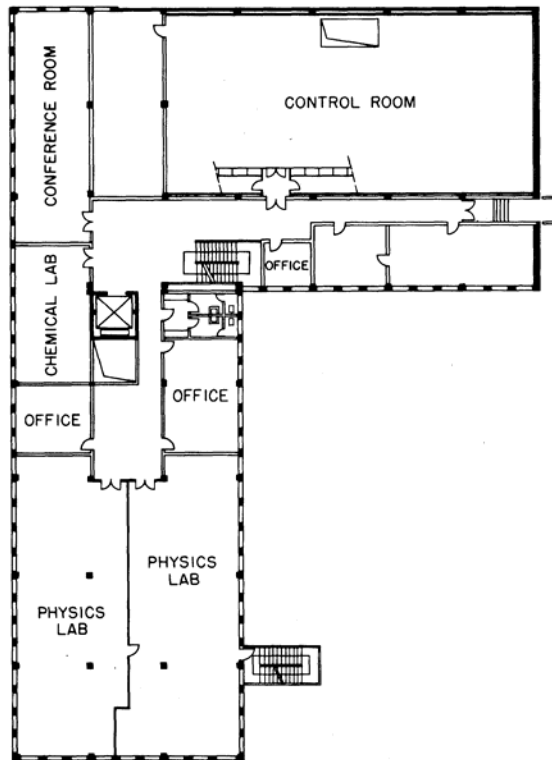 CONFERENCE ROOM
CONTROL ROOM
CHEMICAL LAB
OFFICE
OFFICE
OFFICE
PHYSICS
LAB
PHYSICS
LAB